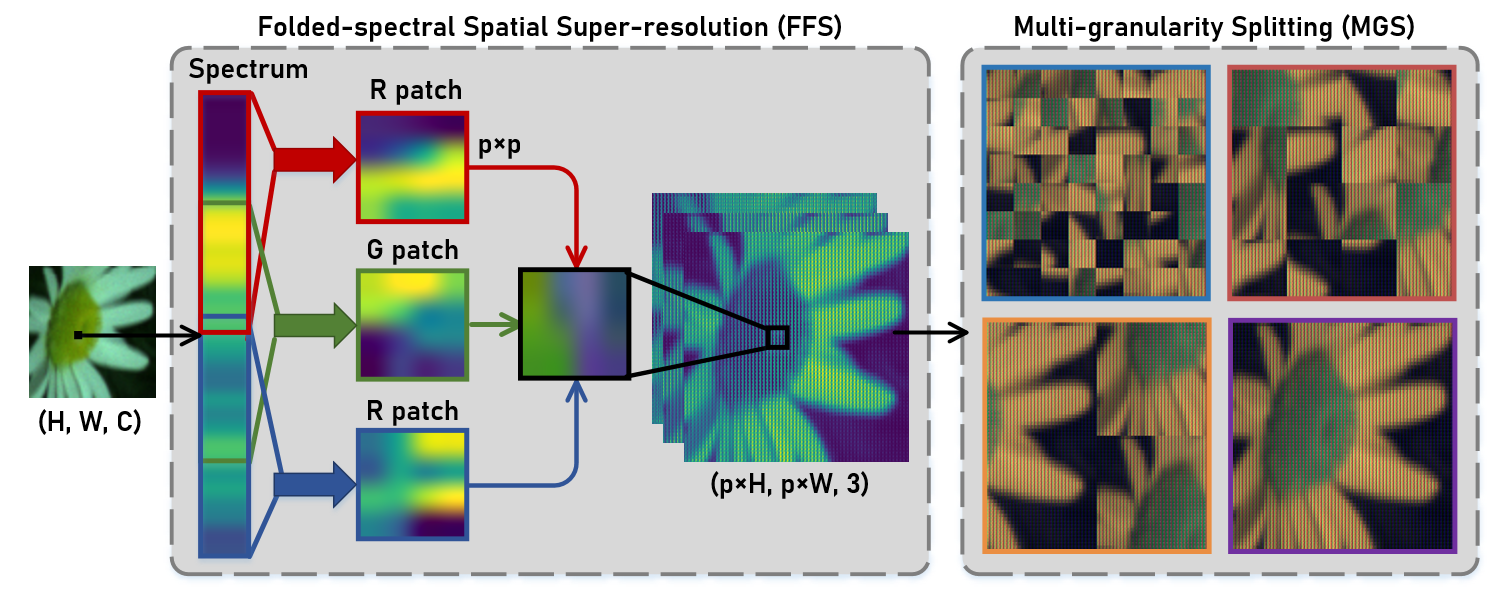 Folded-spectral Spatial Super-resolution (FFS)
Multi-granularity Splitting (MGS)
Spectrum
R patch
p×p
G patch
R patch
(H, W, C)
(p×H, p×W, 3)